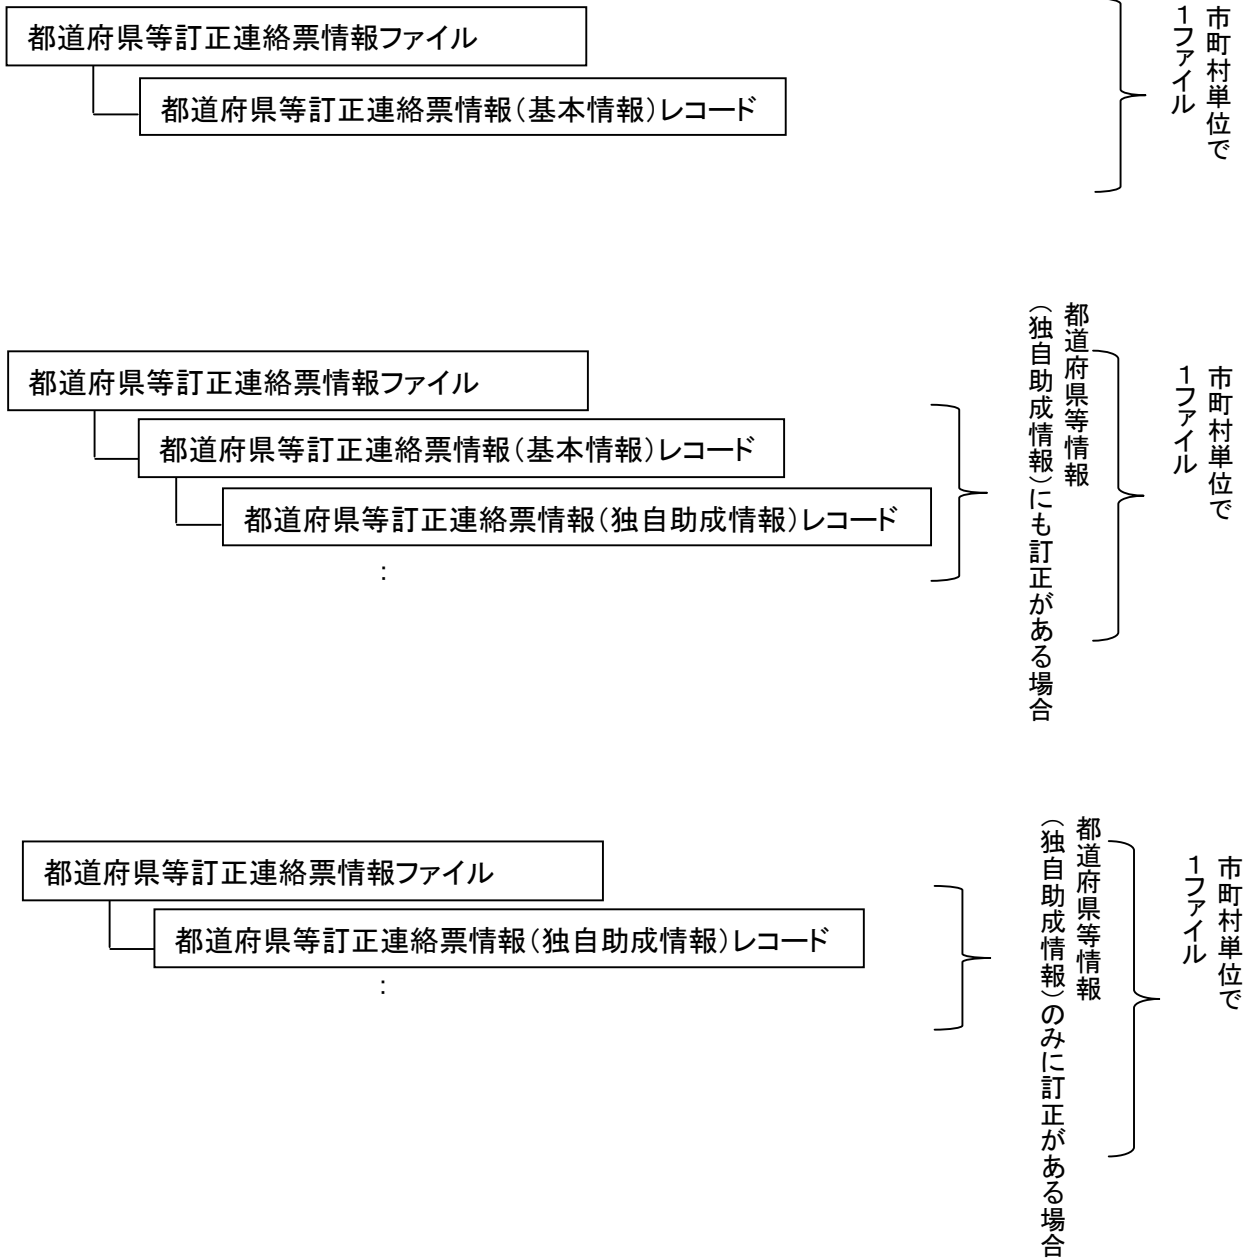 都道府県等訂正連絡票情報ファイル
都道府県等訂正連絡票情報(基本情報)レコード
市町村単位で
1ファイル
都道府県等訂正連絡票情報ファイル
都道府県等訂正連絡票情報(基本情報)レコード
都道府県等訂正連絡票情報(独自助成情報)レコード
:
都道府県等情報
(独自助成情報)にも訂正がある場合
市町村単位で
1ファイル
都道府県等訂正連絡票情報ファイル
都道府県等訂正連絡票情報(独自助成情報)レコード
:
都道府県等情報
(独自助成情報)のみに訂正がある場合
市町村単位で
1ファイル